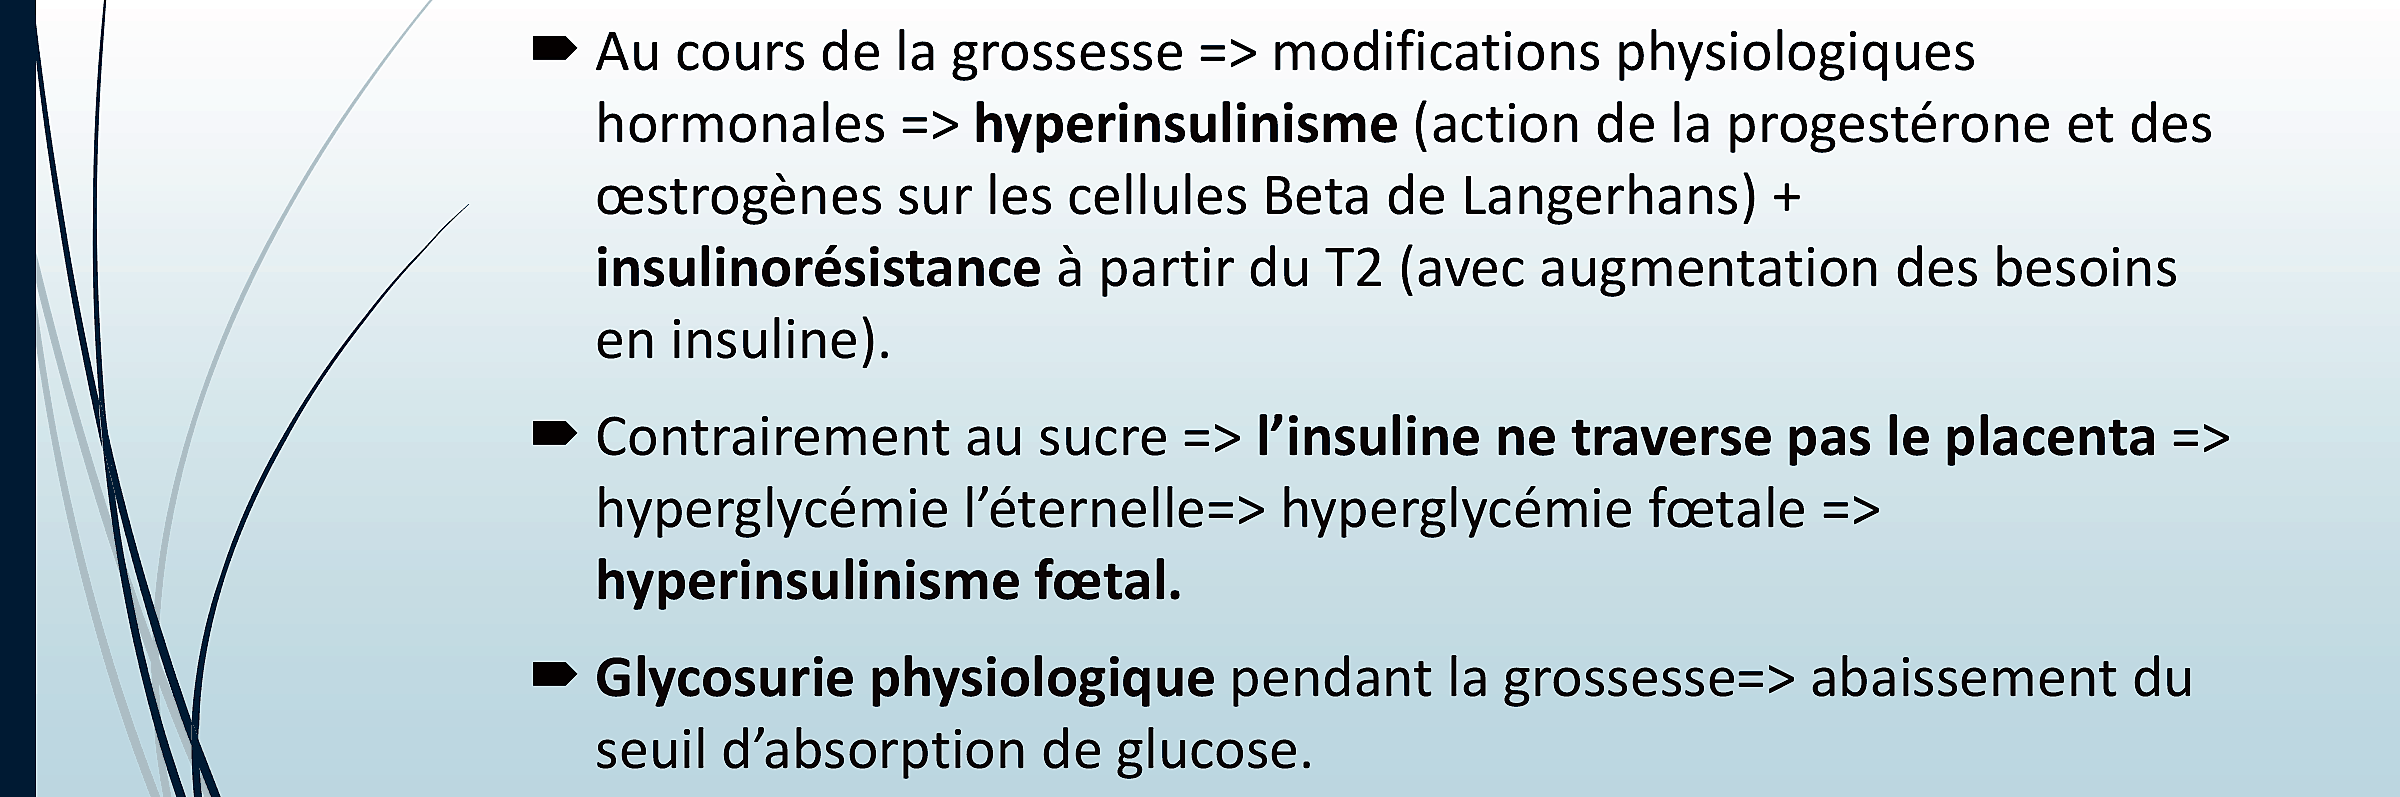 Au cours de la grossesse => modifications physiologiques
hormonales => hyperinsulinisme (action de la progestérone et des
œstrogènes sur les cellules Beta de Langerhans) +
insulinorésistance à partir du T2 (avec augmentation des besoins
en insuline).
Contrairement au sucre => l’insuline ne traverse pas le placenta =>
hyperglycémie l’éternelle=> hyperglycémie fœtale =>
hyperinsulinisme fœtal.
Glycosurie physiologique pendant la grossesse=> abaissement du
seuil d’absorption de glucose.